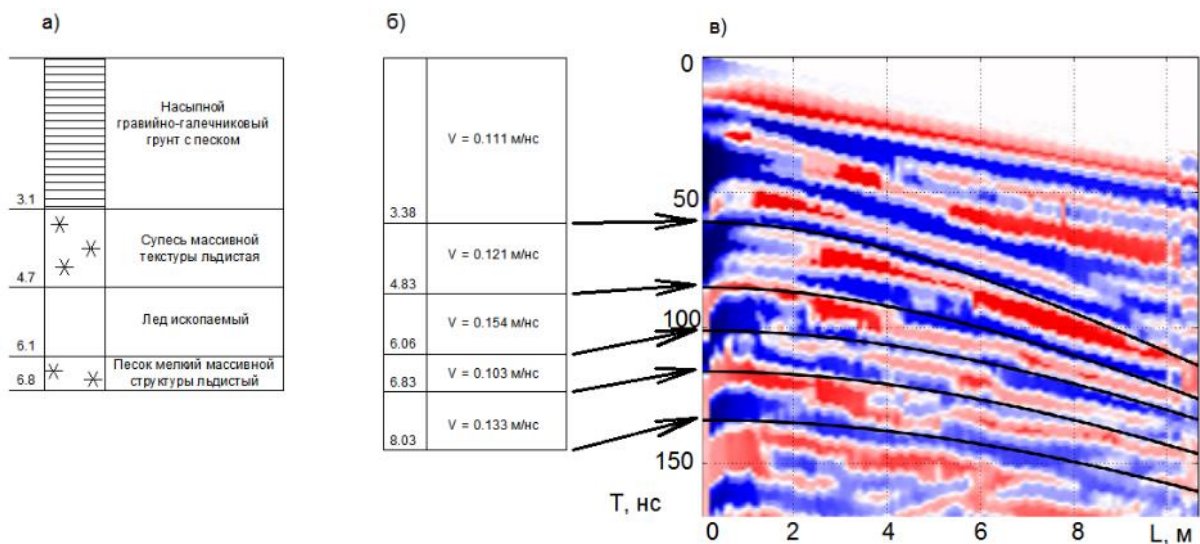 а)
Насыпной
гравийно-галечниковый
грунт с песком
3.1
Супесь массивной
текстуры льдистая
4.7
Лед ископаемый
6.1
Песок мелкий массивной
структуры льдистый
6.8
б)
V = 0.111 м/нс
3.38
V = 0.121 м/нс
4.83
V = 0.154 м/нс
6.06
V = 0.103 м/нс
6.83
V = 0.133 м/нс
8.03
в)
0
50
100
150
T, нс
0 2 4 6 8 L, м